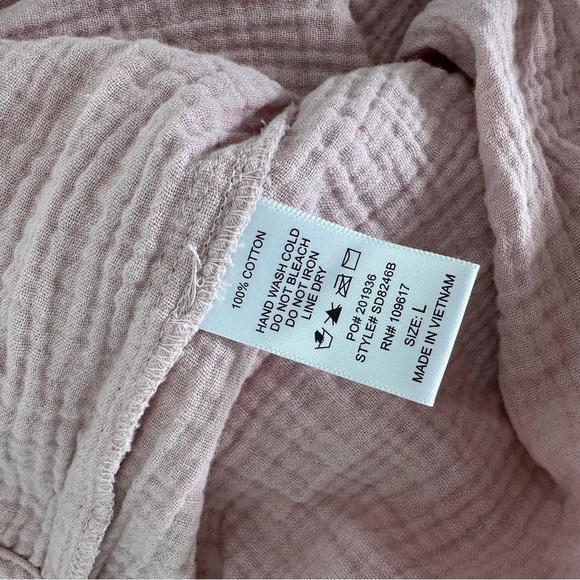 100% COTTON
HAND WASH COLD
DO NOT BLEACH
DO NOT IRON
LINE DRY
PO# 201936
STYLE# SD8246B
RN# 109617
SIZE: L
MADE IN VIETNAM